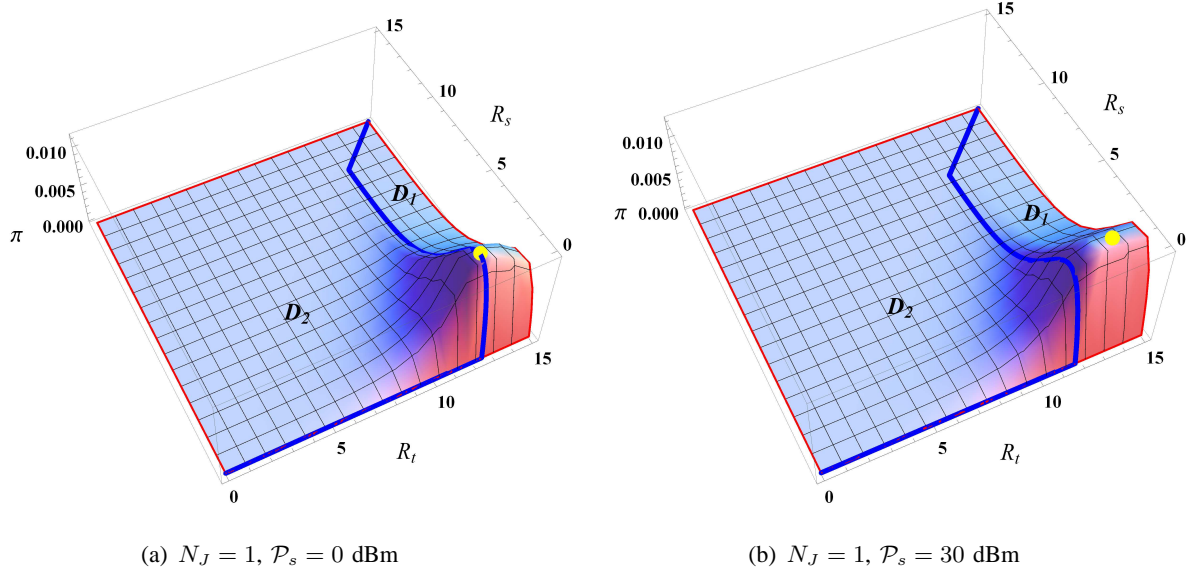 15
10
R_s
5
0
0.010
0.005
0.000
π
D_1
D_2
0
5
10
15
R_t
(a) N_J = 1, P_s = 0 dBm
15
10
R_s
5
0
0.010
0.005
0.000
π
D_1
D_2
0
5
10
15
R_t
(b) N_J = 1, P_s = 30 dBm